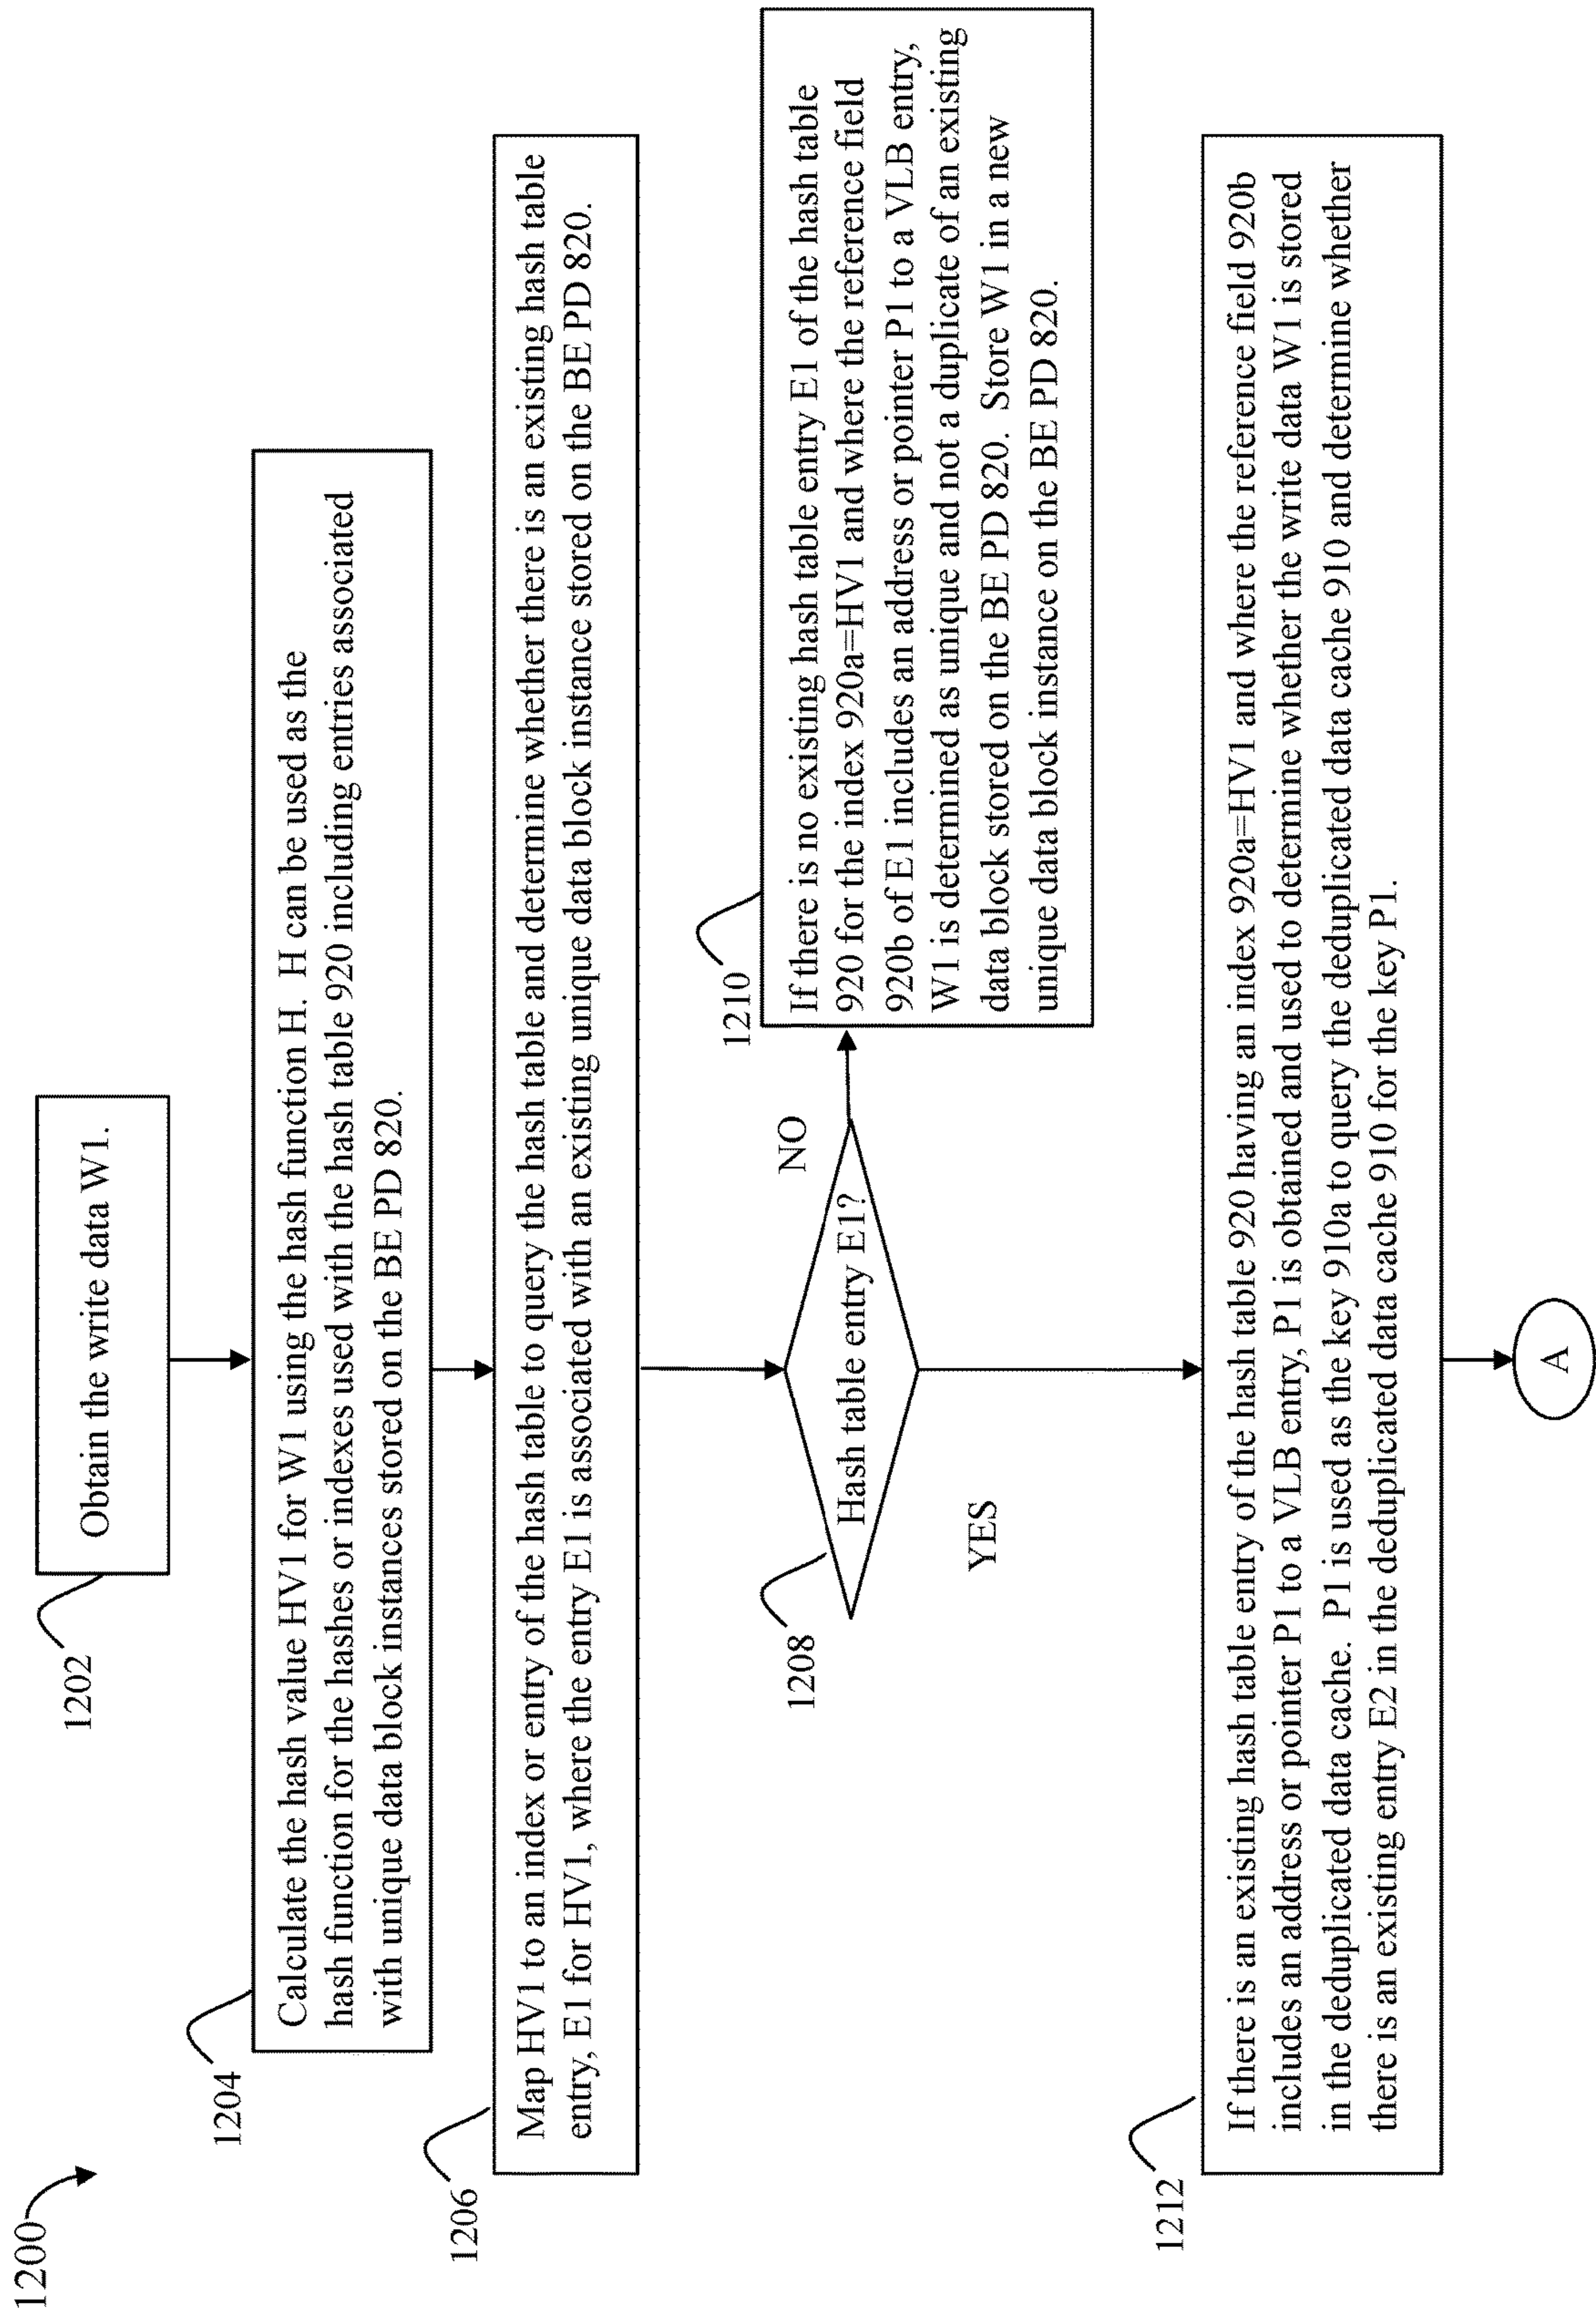 1200
1202
Obtain the write data W1.
1204
Calculate the hash value HV1 for W1 using the hash function H. H can be used as the
hash function for the hashes or indexes used with the hash table 920 including entries associated
with unique data block instances stored on the BE PD 820.
1206
Map HV1 to an index or entry of the hash table to query the hash table and determine whether there is an existing hash table
entry, E1 for HV1, where the entry E1 is associated with an existing unique data block instance stored on the BE PD 820.
1208
Hash table entry E1?
NO
YES
1210
If there is no existing hash table entry E1 of the hash table
920 for the index 920a=HV1 and where the reference field
920b of E1 includes an address or pointer P1 to a VLB entry,
W1 is determined as unique and not a duplicate of an existing
data block stored on the BE PD 820. Store W1 in a new
unique data block instance on the BE PD 820.
1212
If there is an existing hash table entry of the hash table 920 having an index 920a=HV1 and where the reference field 920b
includes an address or pointer P1 to a VLB entry, P1 is obtained and used to determine whether the write data W1 is stored
in the deduplicated data cache. P1 is used as the key 910a to query the deduplicated data cache 910 and determine whether
there is an existing entry E2 in the deduplicated data cache 910 for the key P1.
A